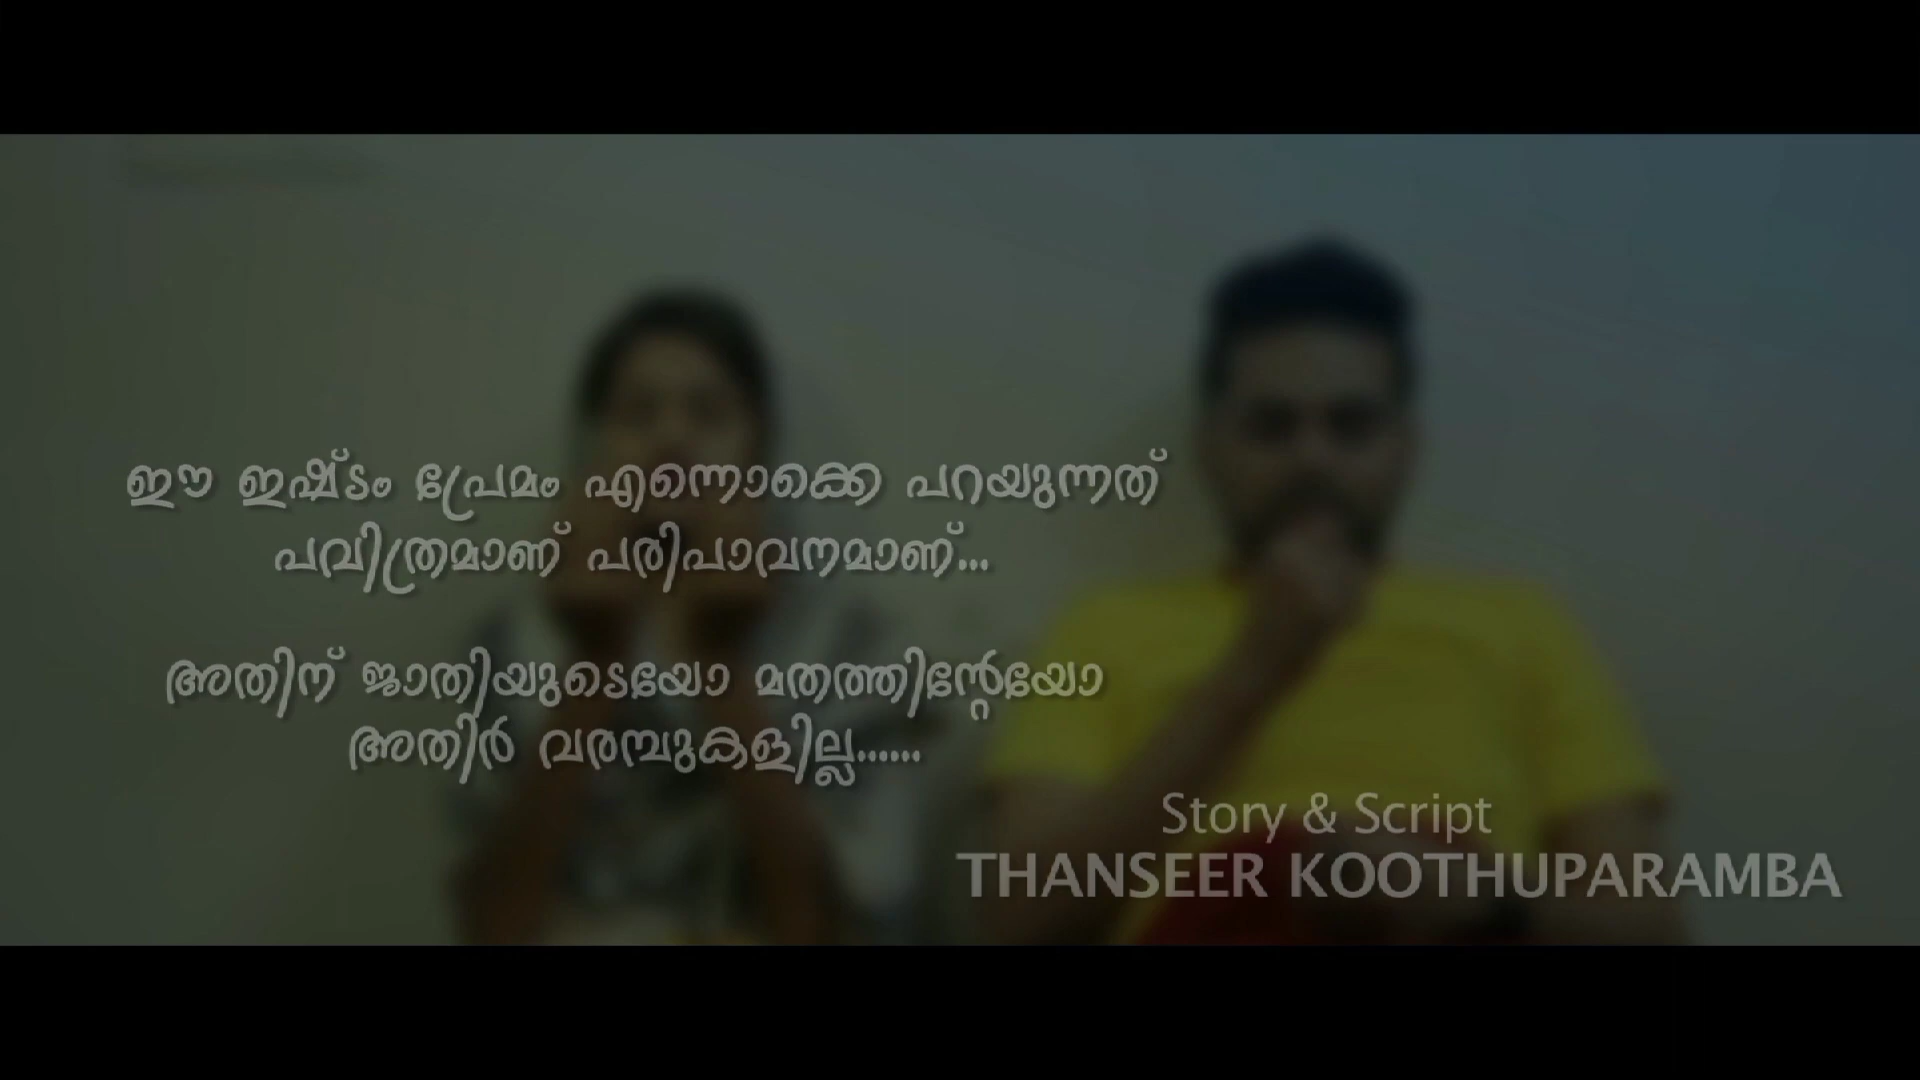 ഈ ഇഷ്ടം പ്രേമം എന്നൊക്കെ പറയുന്നത്
പവിത്രമാണ് പരിപാവനമാണ്...
അതിന് ജാതിയുടെയോ മതത്തിന്റേയോ
അതിർ വരമ്പുകളില്ല......
Story & Script
THANSEER KOOTHUPARAMBA